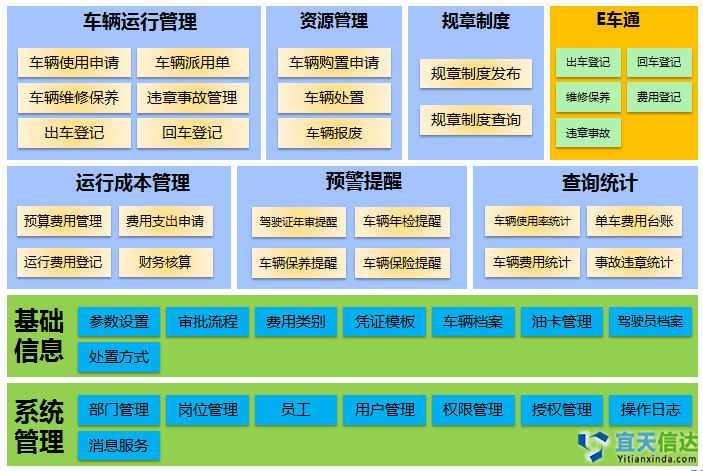 车辆运行管理
车辆使用申请 车辆派用单
车辆维修保养 违章事故管理
出车登记 回车登记
资源管理
车辆购置申请
车辆处置
车辆报废
规章制度
规章制度发布
规章制度查询
E车通
出车登记 回车登记
维修保养 费用登记
违章事故
运行成本管理
预算费用管理 费用支出申请
运行费用登记 财务核算
预警提醒
驾驶证年审提醒 车辆年检提醒
车辆保养提醒 车辆保险提醒
查询统计
车辆使用率统计 单车费用台账
车辆费用统计 事故违章统计
基础
信息
参数设置 审批流程 费用类别 凭证模板 车辆档案 油卡管理 驾驶员档案
处置方式
系统
管理
部门管理 岗位管理 员工 用户管理 权限管理 授权管理 操作日志
消息服务
宜天信达
Yitianxinda.com